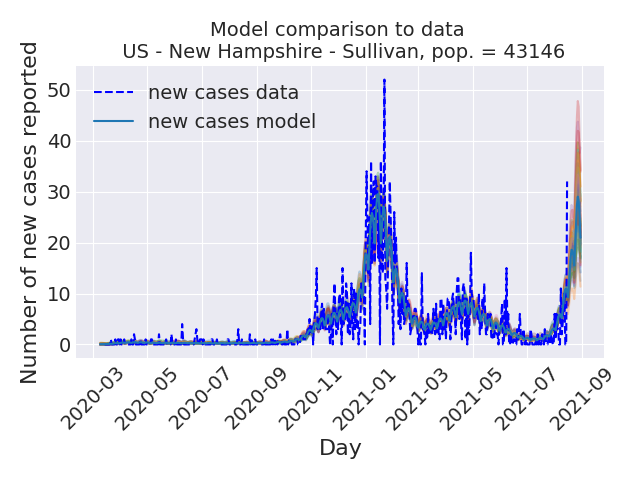 Model comparison to data
US - New Hampshire - Sullivan, pop. = 43146
Number of new cases reported
50
40
30
20
10
0
new cases data
new cases model
2020-03
2020-05
2020-07
2020-09
2020-11
2021-01
2021-03
2021-05
2021-07
2021-09
Day